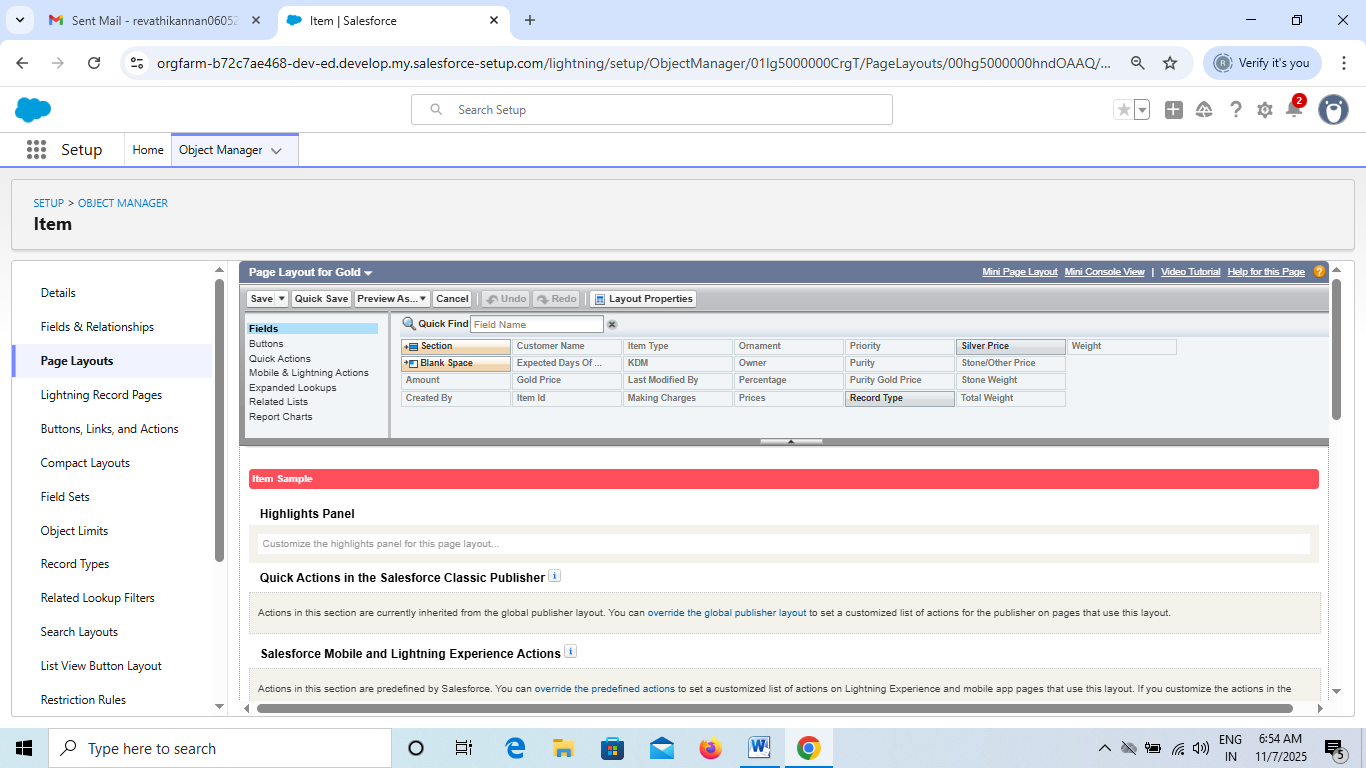 Sent Mail - revathikannan06052
Item | Salesforce
orgfarm-b72c7ae468-dev-ed.develop.my.salesforce-setup.com/lightning/setup/ObjectManager/01Ig5000000CrgT/PageLayouts/00hg5000000hndOAAQ/...
R Verify it's you
Search Setup
2
Setup Home Object Manager
SETUP > OBJECT MANAGER
Item
Details
Fields & Relationships
Page Layouts
Lightning Record Pages
Buttons, Links, and Actions
Compact Layouts
Field Sets
Object Limits
Record Types
Related Lookup Filters
Search Layouts
List View Button Layout
Restriction Rules
Page Layout for Gold
Mini Page Layout Mini Console View | Video Tutorial Help for this Page ?
Save Quick Save Preview As... Cancel Undo Redo Layout Properties
Fields
Buttons
Quick Actions
Mobile & Lightning Actions
Expanded Lookups
Related Lists
Report Charts
Quick Find Field Name
Section Customer Name Item Type Ornament Priority Silver Price Weight
Blank Space Expected Days Of ... KDM Owner Purity Stone/Other Price
Amount Gold Price Last Modified By Percentage Purity Gold Price Stone Weight
Created By Item Id Making Charges Prices Record Type Total Weight
Item Sample
Highlights Panel
Customize the highlights panel for this page layout...
Quick Actions in the Salesforce Classic Publisher i
Actions in this section are currently inherited from the global publisher layout. You can override the global publisher layout to set a customized list of actions for the publisher on pages that use this layout.
Salesforce Mobile and Lightning Experience Actions i
Actions in this section are predefined by Salesforce. You can override the predefined actions to set a customized list of actions on Lightning Experience and mobile app pages that use this layout. If you customize the actions in the
Type here to search
ENG
IN
6:54 AM
11/7/2025
5